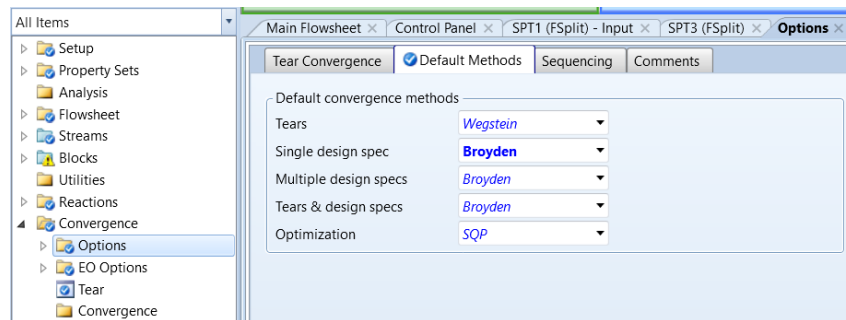 All Items
Setup
Property Sets
Analysis
Flowsheet
Streams
Blocks
Utilities
Reactions
Convergence
Options
EO Options
Tear
Convergence
Main Flowsheet Control Panel SPT1 (FSplit) - Input SPT3 (FSplit) Options
Tear Convergence Default Methods Sequencing Comments
Default convergence methods
Tears Wegstein
Single design spec Broyden
Multiple design specs Broyden
Tears & design specs Broyden
Optimization SQP